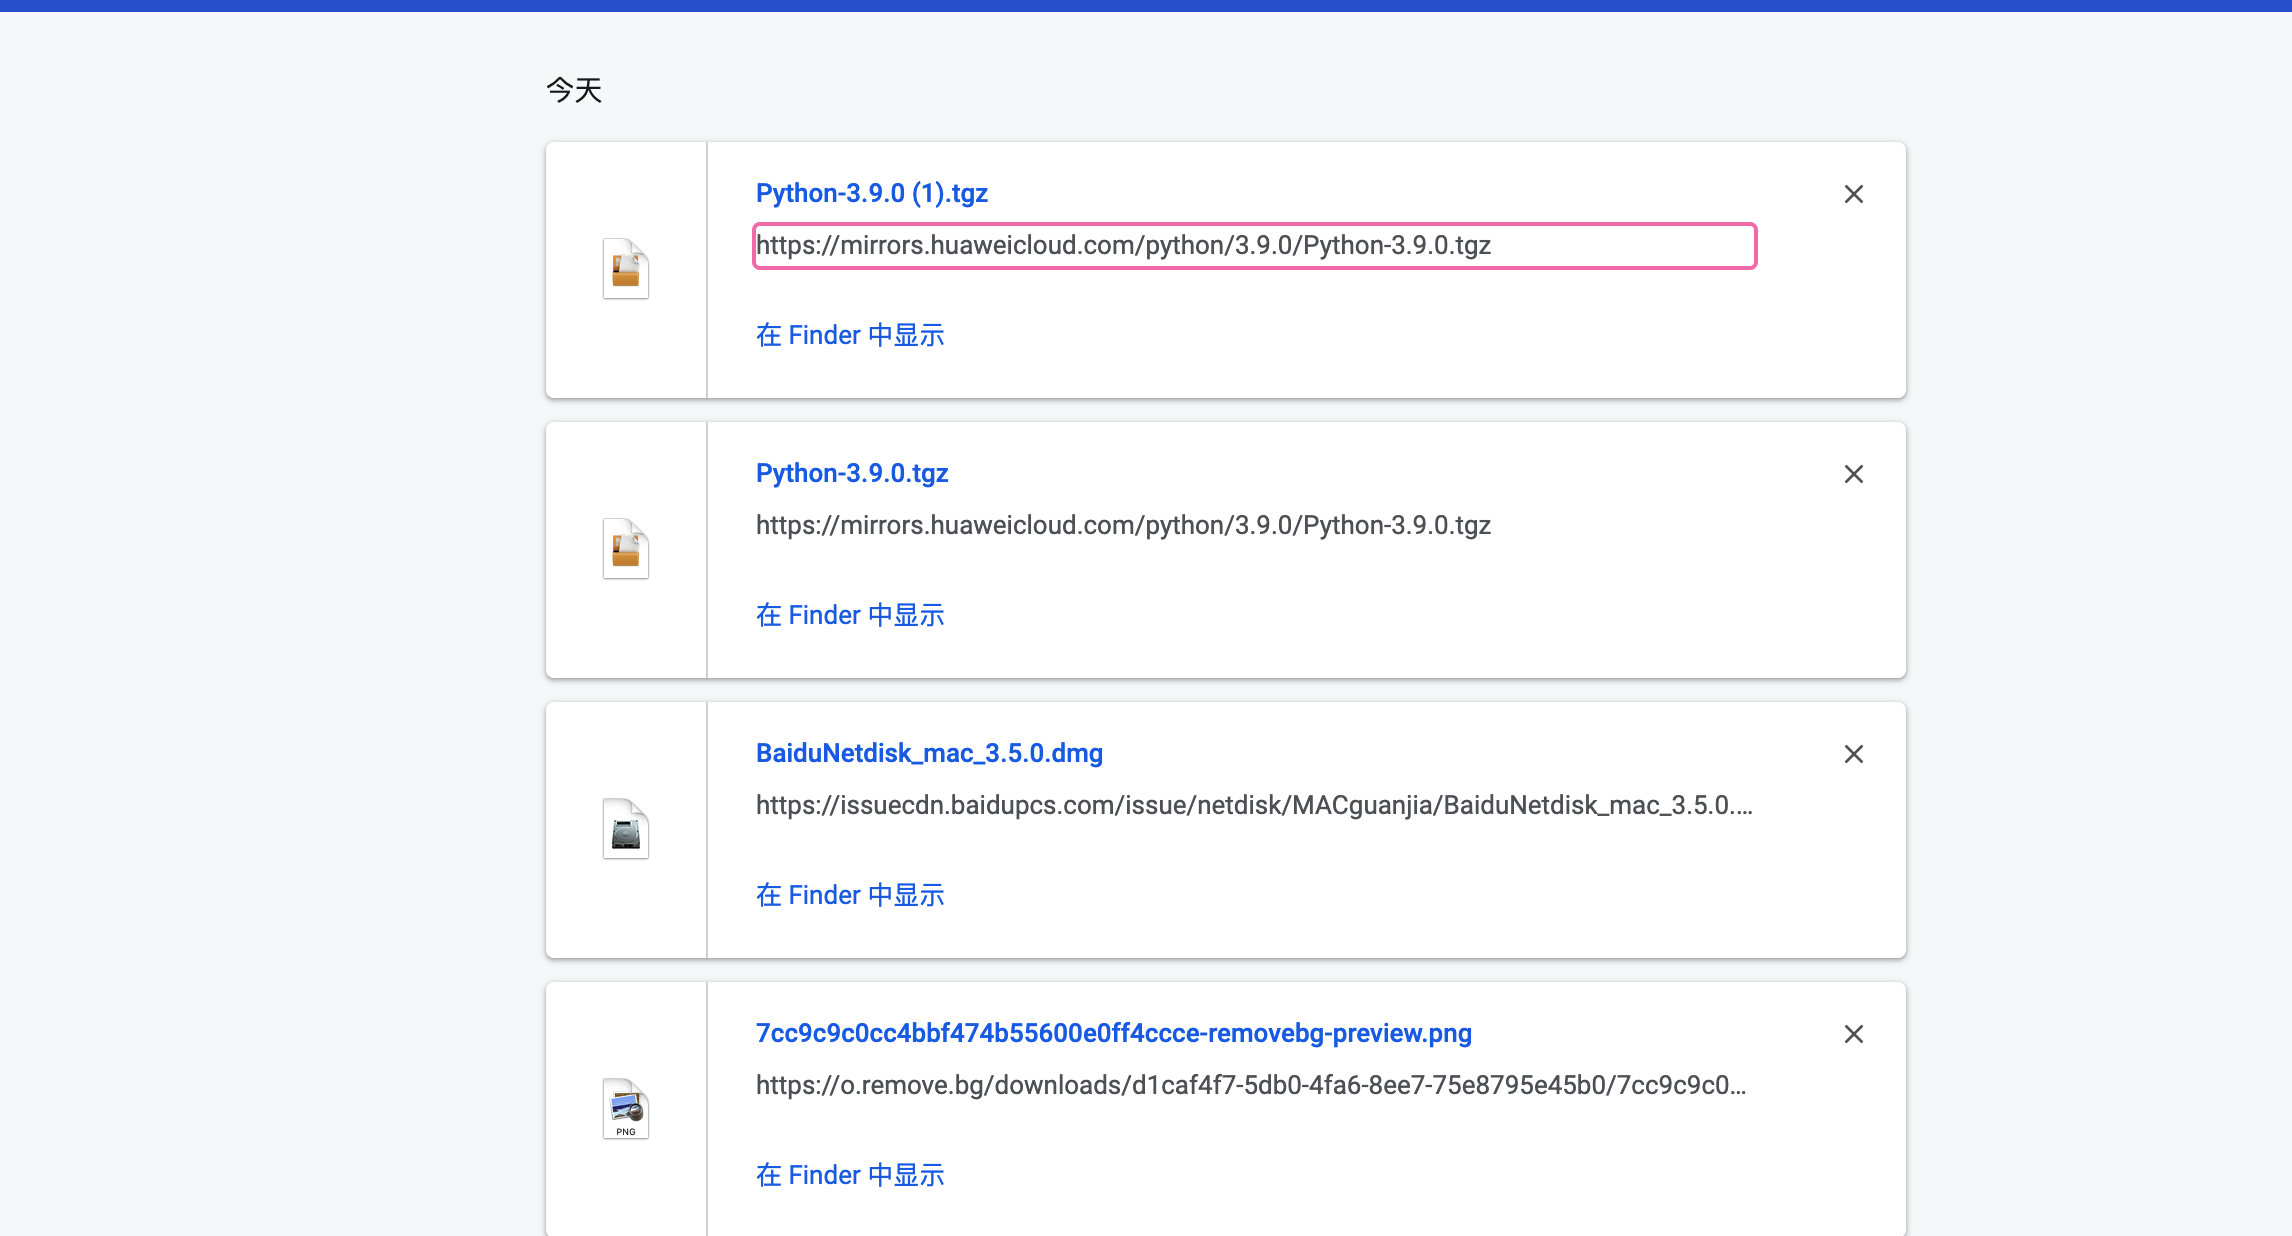 今天
Python-3.9.0 (1).tgz
https://mirrors.huaweicloud.com/python/3.9.0/Python-3.9.0.tgz
在 Finder 中显示
Python-3.9.0.tgz
https://mirrors.huaweicloud.com/python/3.9.0/Python-3.9.0.tgz
在 Finder 中显示
BaiduNetdisk_mac_3.5.0.dmg
https://issuecdn.baidupcs.com/issue/netdisk/MACguanjia/BaiduNetdisk_mac_3.5.0.…
在 Finder 中显示
7cc9c9c0cc4bbf474b55600e0ff4ccce-removebg-preview.png
https://o.remove.bg/downloads/d1caf4f7-5db0-4fa6-8ee7-75e8795e45b0/7cc9c9c0…
PNG
在 Finder 中显示